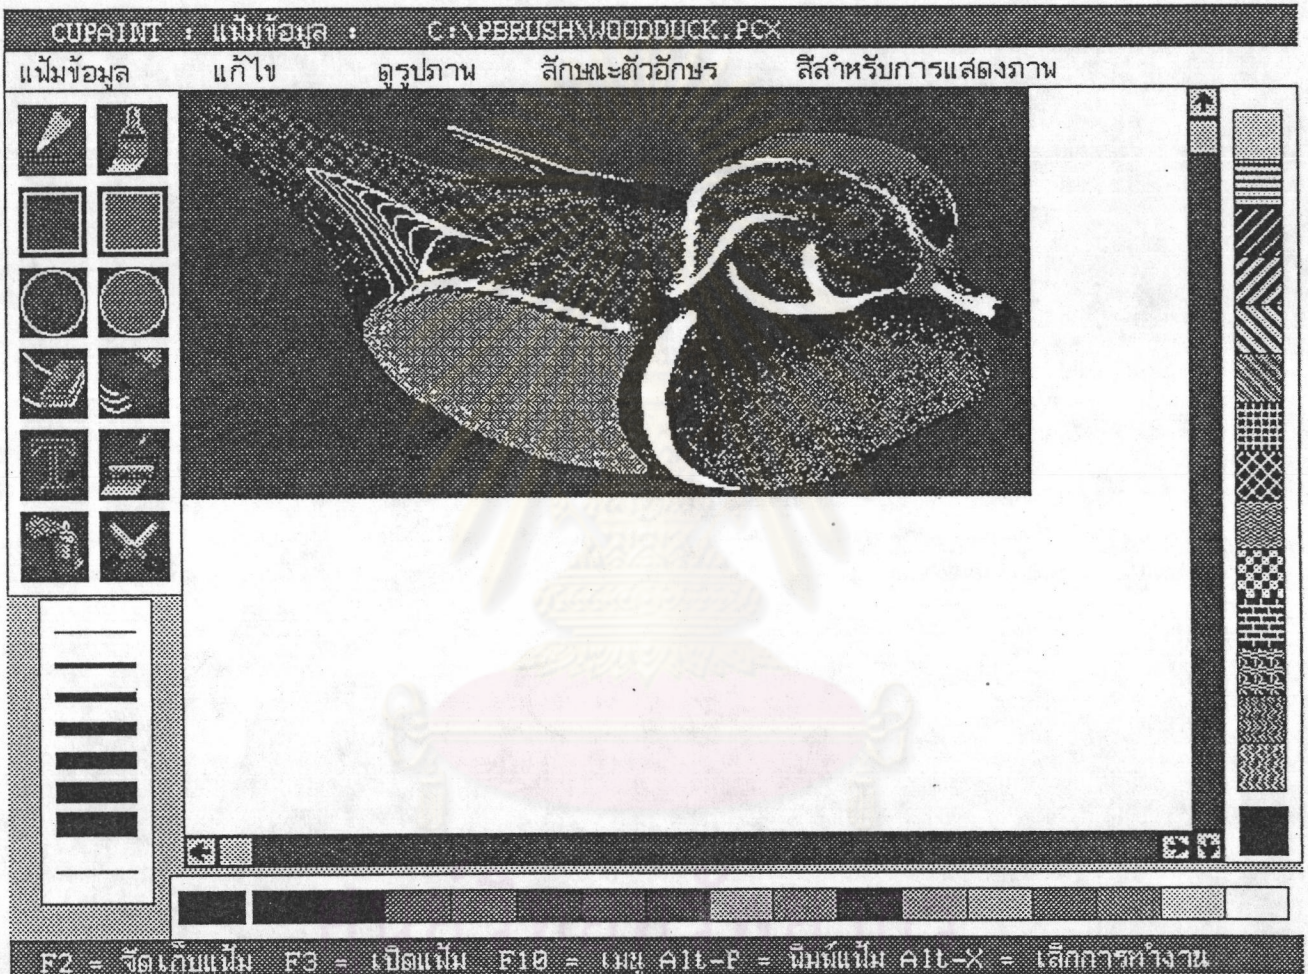 CUPAINT : แฟ้มข้อมูล : C:\PBRUSH\WOODDUCK.PCX
แฟ้มข้อมูล แก้ไข ดูรูปภาพ ลักษณะตัวอักษร สีสำหรับการแสดงภาพ
T
F2 = จัดเก็บแฟ้ม F3 = เปิดแฟ้ม F10 = เมนู Alt-P = พิมพ์แฟ้ม Alt-X = เลิกการทำงาน